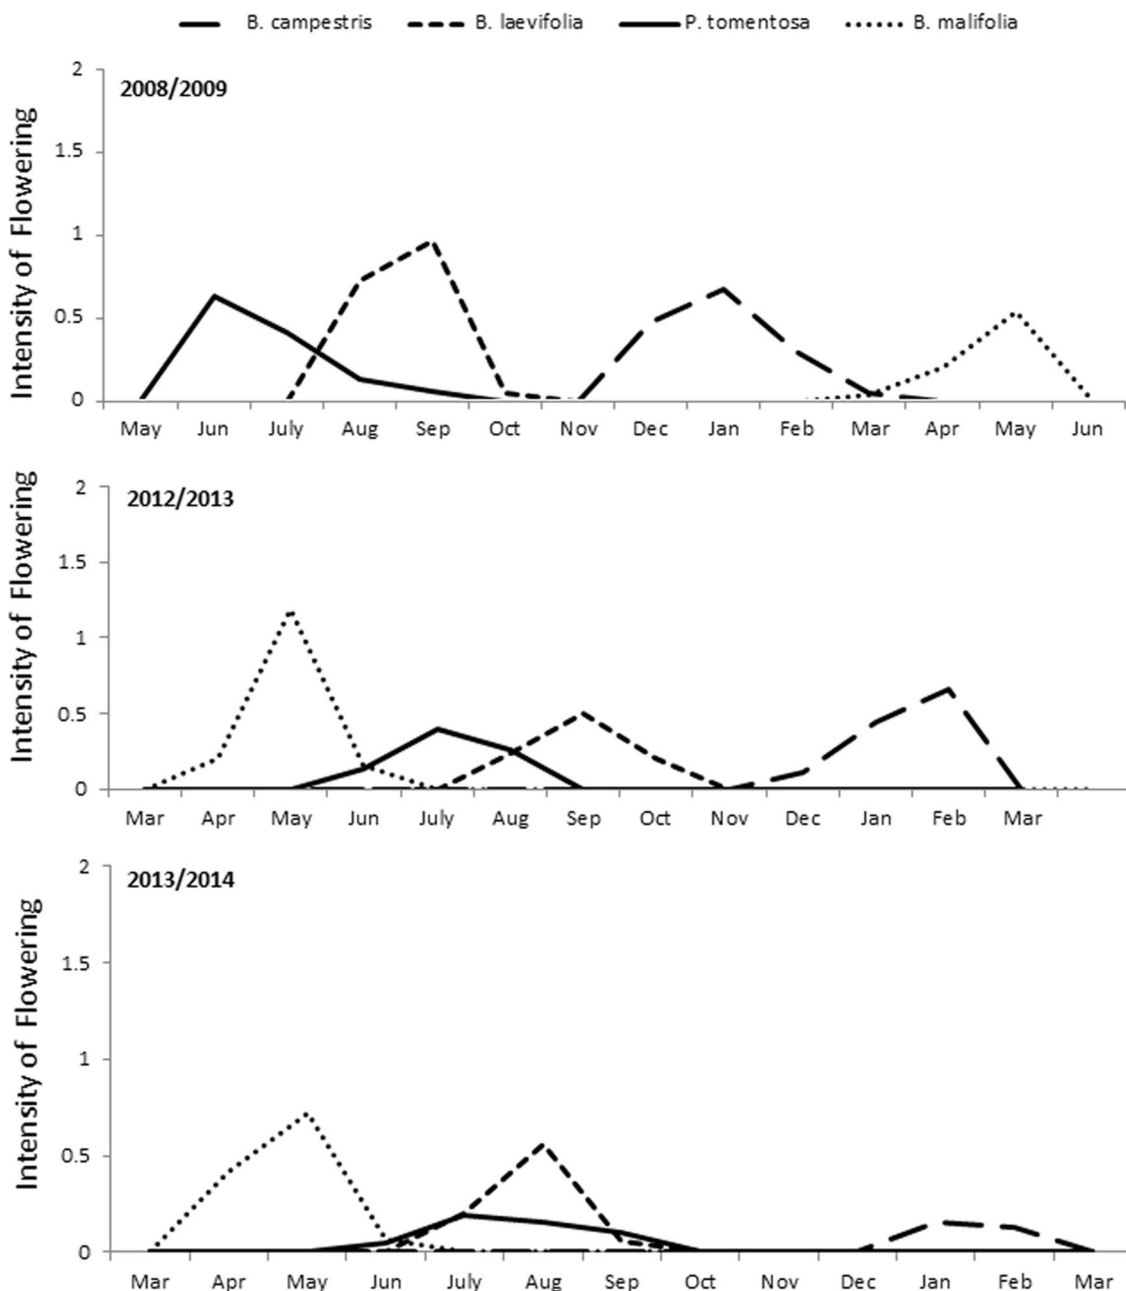 B. campestris B. laevifolia P. tomentosa B. malifolia
2008/2009
Intensity of Flowering
2
1.5
1
0.5
0
May Jun July Aug Sep Oct Nov Dec Jan Feb Mar Apr May Jun
2012/2013
Intensity of Flowering
2
1.5
1
0.5
0
Mar Apr May Jun July Aug Sep Oct Nov Dec Jan Feb Mar
2013/2014
Intensity of Flowering
2
1.5
1
0.5
0
Mar Apr May Jun July Aug Sep Oct Nov Dec Jan Feb Mar